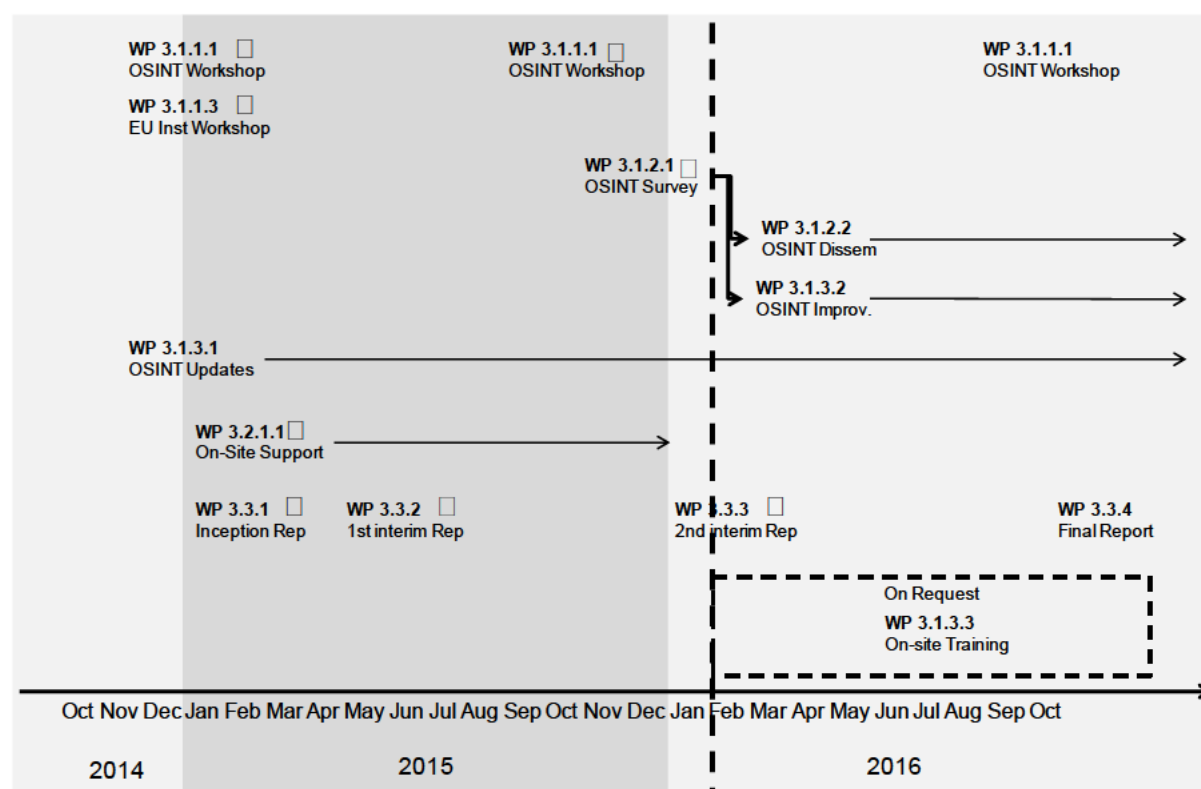 WP 3.1.1.1
OSINT Workshop
WP 3.1.1.1
OSINT Workshop
WP 3.1.1.1
OSINT Workshop
WP 3.1.1.3
EU Inst Workshop
WP 3.1.2.1
OSINT Survey
WP 3.1.2.2
OSINT Dissem
WP 3.1.3.2
OSINT Improv.
WP 3.1.3.1
OSINT Updates
WP 3.2.1.1
On-Site Support
WP 3.3.1
Inception Rep
WP 3.3.2
1st interim Rep
WP 3.3.3
2nd interim Rep
WP 3.3.4
Final Report
On Request
WP 3.1.3.3
On-site Training
Oct Nov Dec Jan Feb Mar Apr May Jun Jul Aug Sep Oct Nov Dec Jan Feb Mar Apr May Jun Jul Aug Sep Oct
2014 2015 2016